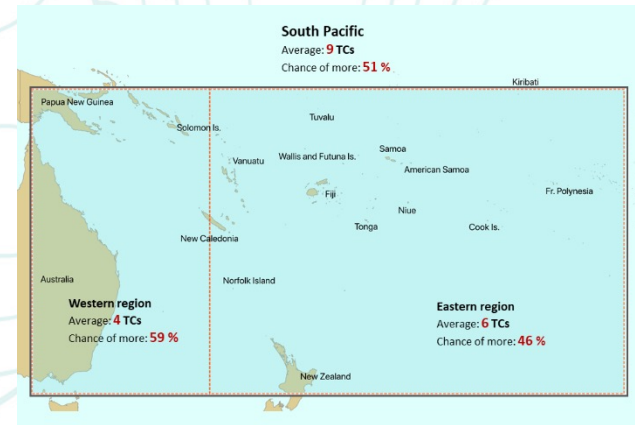 South Pacific
Average: 9 TCs
Chance of more: 51 %
Kiribati
Papua New Guinea
Tuvalu
Solomon Is.
Samoa
Vanuatu
Wallis and Futuna Is.
American Samoa
Fiji
Fr. Polynesia
Niue
Tonga
Cook Is.
New Caledonia
Australia
Norfolk Island
Western region
Average: 4 TCs
Chance of more: 59 %
Eastern region
Average: 6 TCs
Chance of more: 46 %
New Zealand